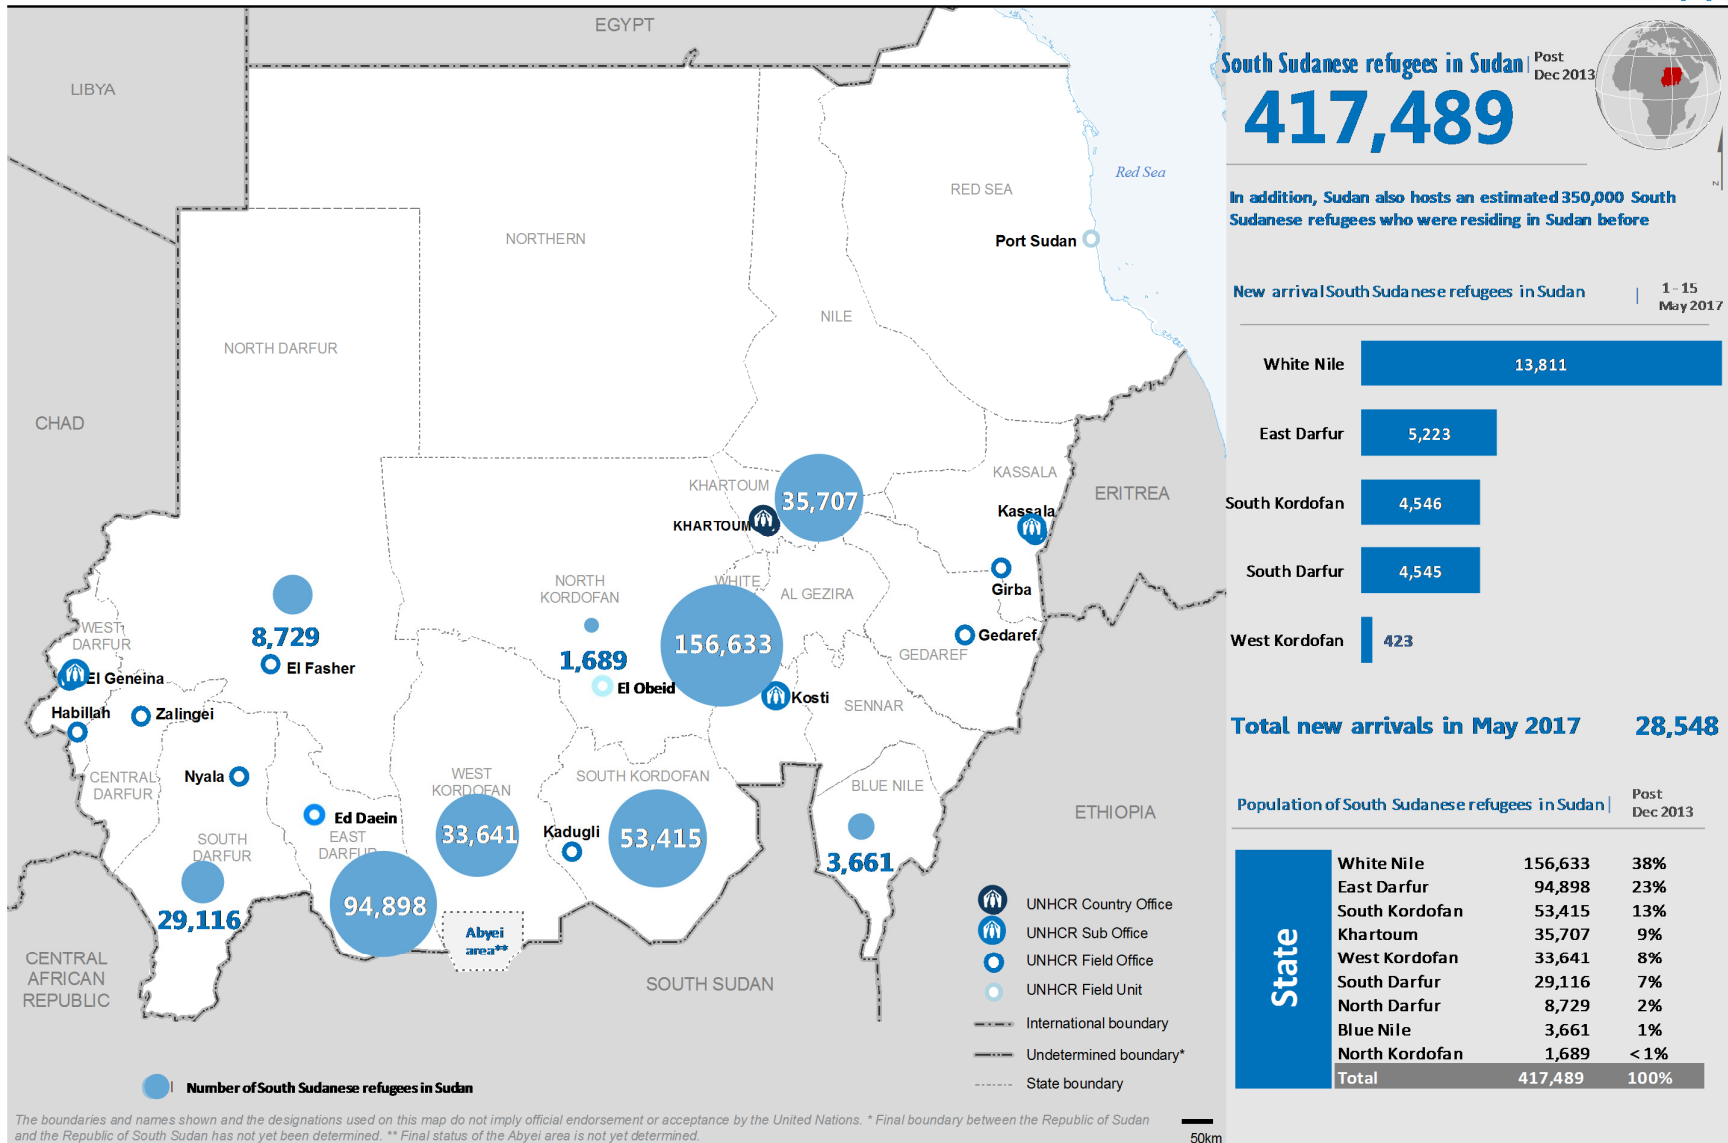 EGYPT
LIBYA
Red Sea
RED SEA
NORTHERN
Port Sudan
NILE
NORTH DARFUR
CHAD
KASSALA
KHARTOUM
35,707
ERITREA
Kassala
KHARTOUM
NORTH
KORDOFAN
WHITE
AL GEZIRA
Girba
8,729
WEST
DARFUR
156,633
Gedaref
GEDAREF
1,689
El Fasher
El Geneina
El Obeid
Kosti
SENNAR
Habillah
Zalingei
Nyala
CENTRAL
DARFUR
WEST
KORDOFAN
SOUTH KORDOFAN
BLUE NILE
ETHIOPIA
Ed Daein
EAST
DARFUR
33,641
Kadugli
53,415
SOUTH
DARFUR
3,661
94,898
29,116
Abyei
area**
CENTRAL
AFRICAN
REPUBLIC
SOUTH SUDAN
UNHCR Country Office
UNHCR Sub Office
UNHCR Field Office
UNHCR Field Unit
International boundary
Undetermined boundary*
State boundary
Number of South Sudanese refugees in Sudan
The boundaries and names shown and the designations used on this map do not imply official endorsement or acceptance by the United Nations. * Final boundary between the Republic of Sudan
and the Republic of South Sudan has not yet been determined. ** Final status of the Abyei area is not yet determined.
50km
South Sudanese refugees in Sudan | Post
Dec 2013
417,489
N
In addition, Sudan also hosts an estimated 350,000 South
Sudanese refugees who were residing in Sudan before
New arrival South Sudanese refugees in Sudan | 1 - 15
May 2017
White Nile 13,811
East Darfur 5,223
South Kordofan 4,546
South Darfur 4,545
West Kordofan 423
Total new arrivals in May 2017 28,548
Population of South Sudanese refugees in Sudan | Post
Dec 2013
State
White Nile 156,633 38%
East Darfur 94,898 23%
South Kordofan 53,415 13%
Khartoum 35,707 9%
West Kordofan 33,641 8%
South Darfur 29,116 7%
North Darfur 8,729 2%
Blue Nile 3,661 1%
North Kordofan 1,689 <1%
Total 417,489 100%